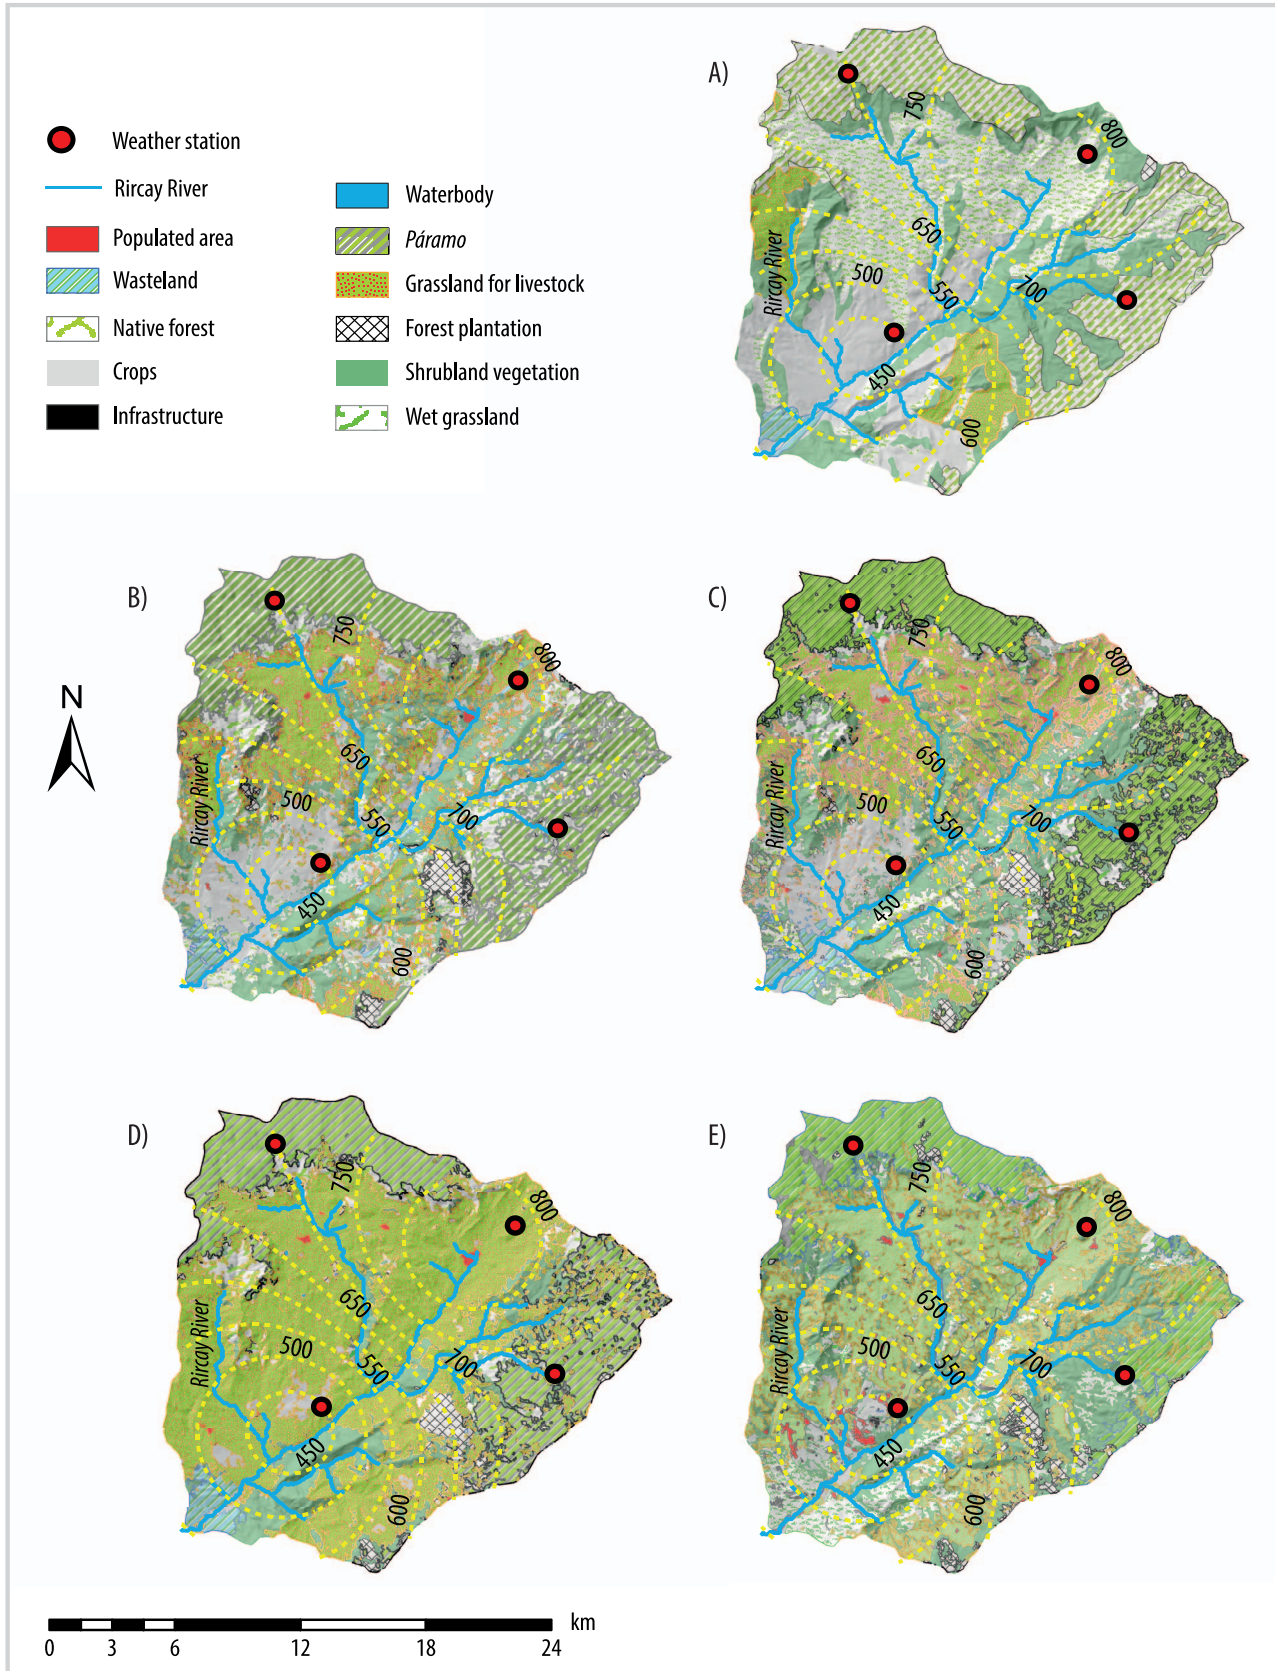 A)
Weather station
Rircay River
Populated area
Wasteland
Native forest
Crops
Infrastructure
Waterbody
Páramo
Grassland for livestock
Forest plantation
Shrubland vegetation
Wet grassland
750
800
650
Rircay River
500
550
700
450
600
B)
750
800
650
Rircay River
500
550
700
450
600
C)
750
800
650
Rircay River
500
550
700
450
600
N
D)
750
800
650
Rircay River
500
550
700
450
600
E)
750
800
650
Rircay River
500
550
700
450
600
km
0 3 6 12 18 24